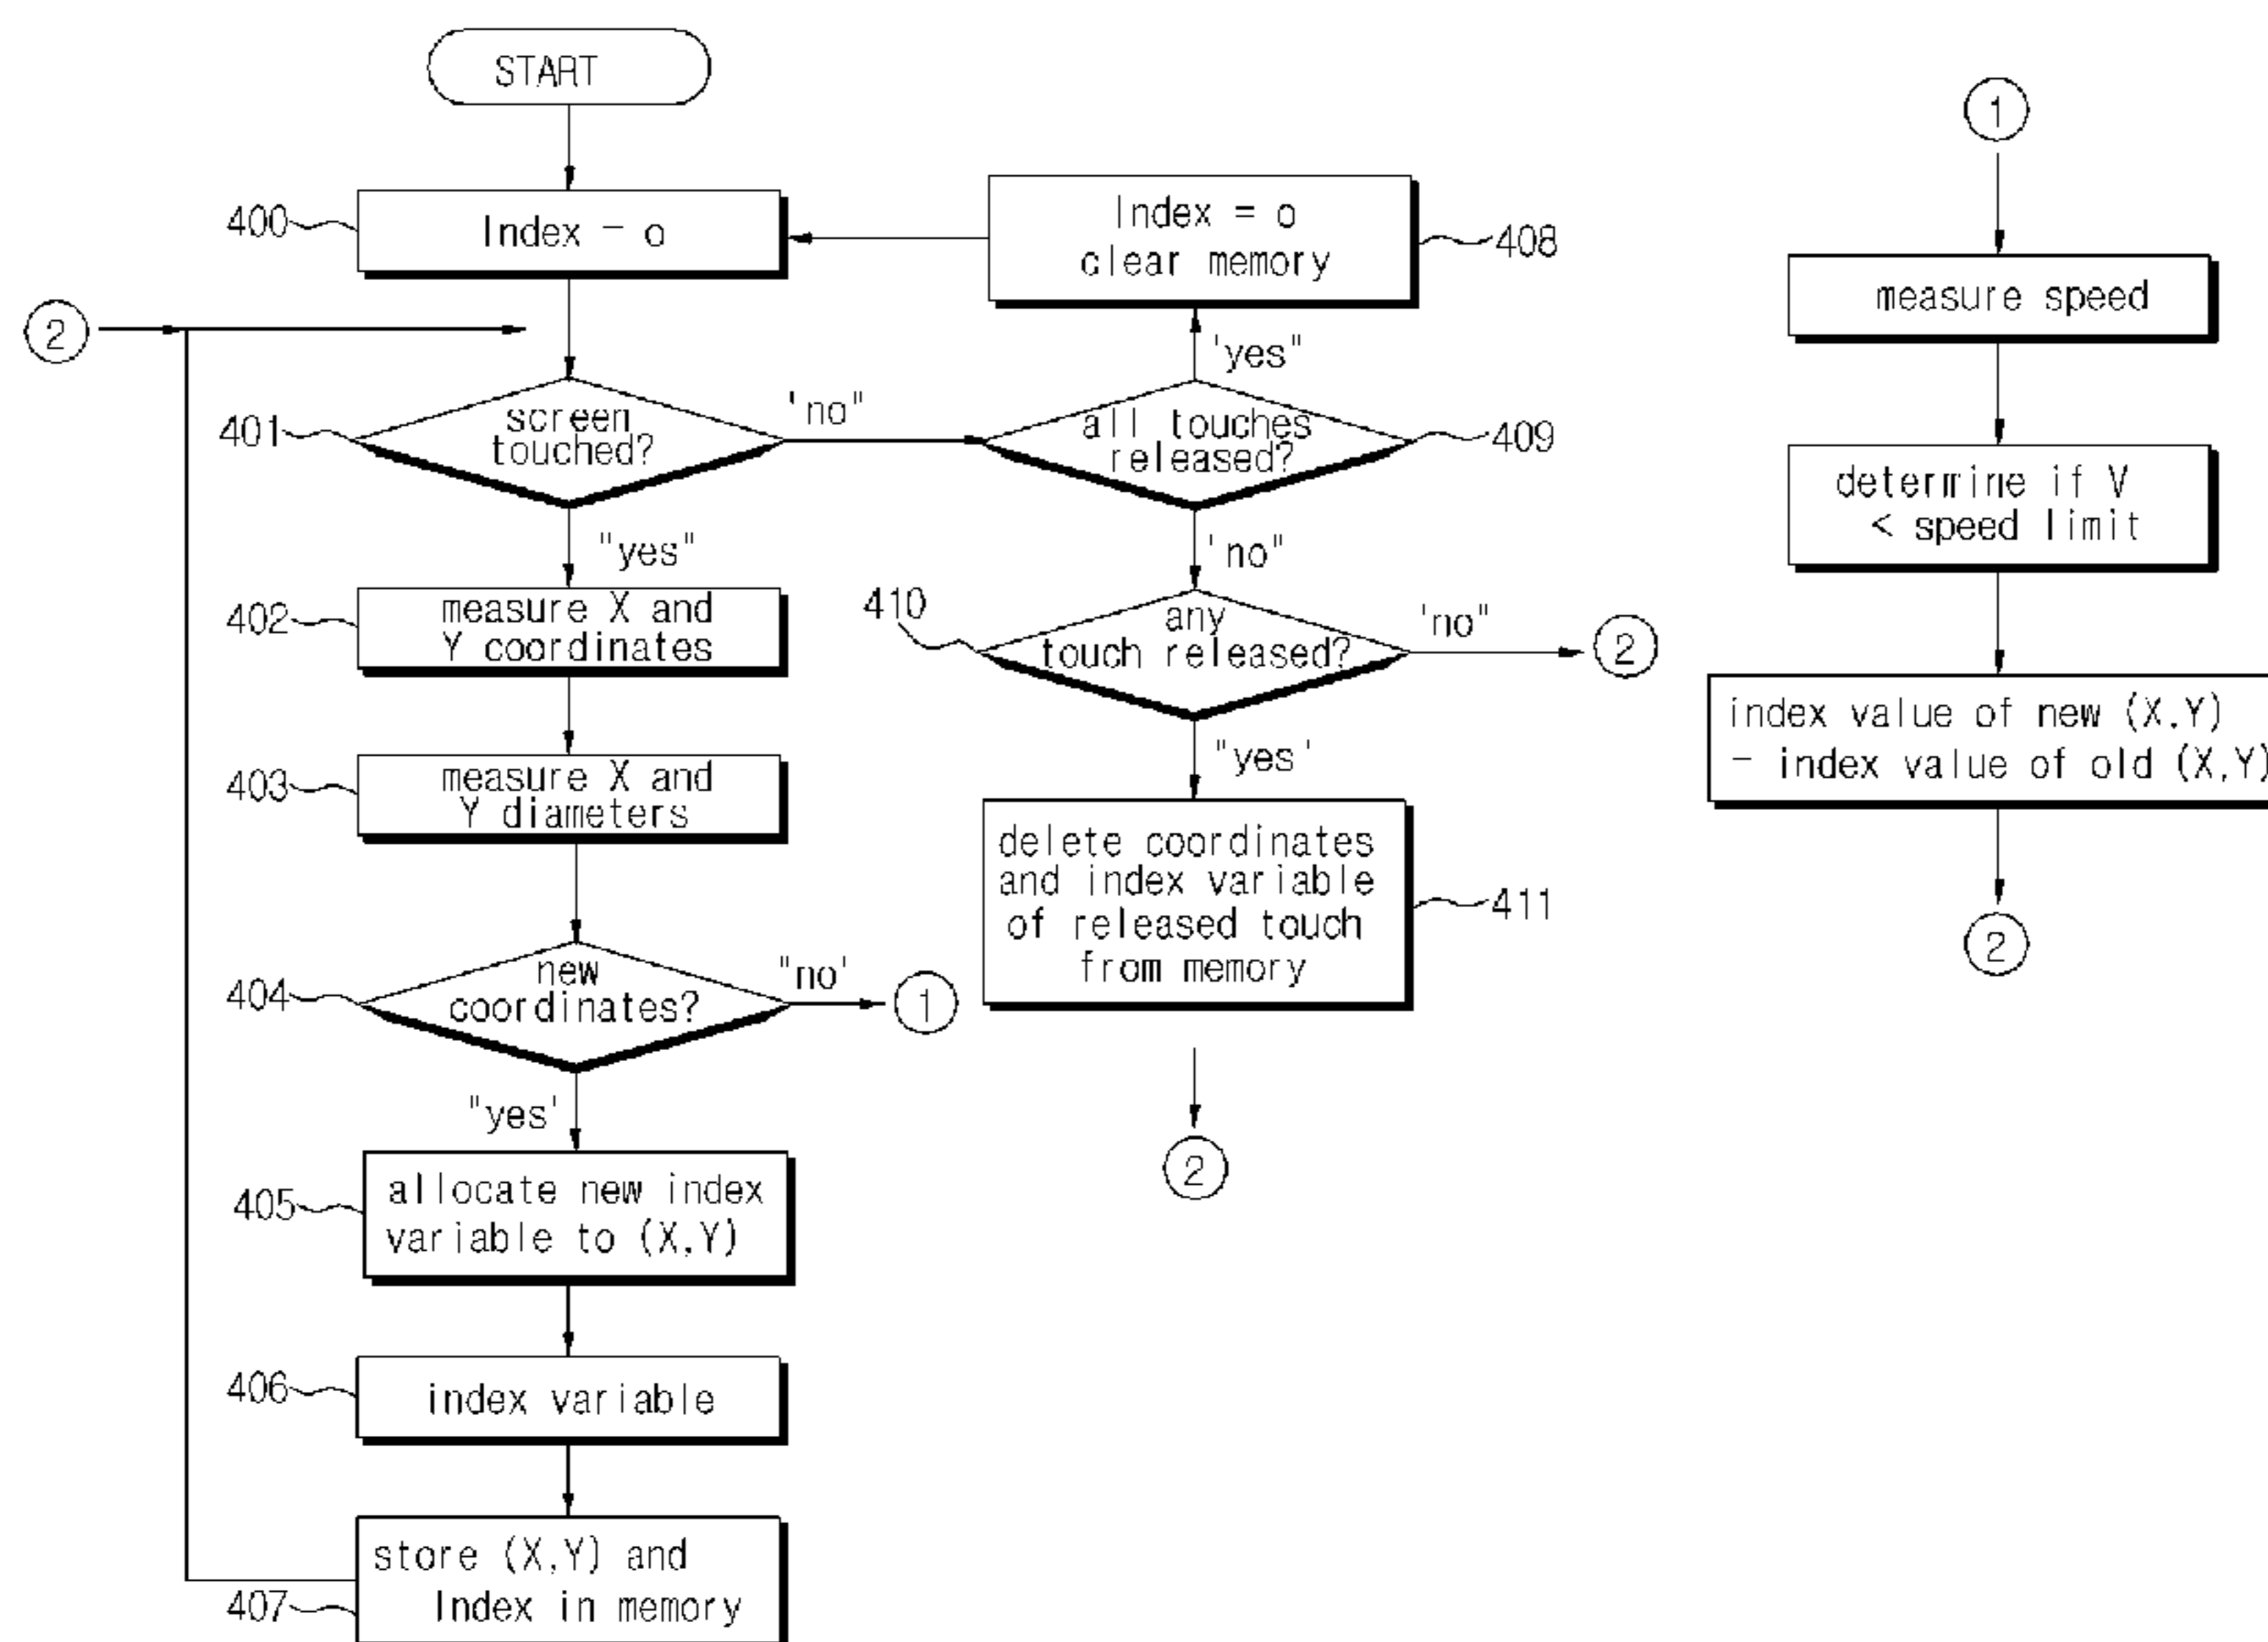 START
400
Index - o
Index = o
clear memory
408
2
401
screen
touched?
'no"
'yes"
all touches
released?
409
"yes"
'no"
402
measure X and
Y coordinates
410
any
touch released?
'no"
2
403
measure X and
Y diameters
"yes'
delete coordinates
and index variable
of released touch
from memory
411
2
404
new
coordinates?
"no'
1
"yes'
405
allocate new index
variable to (X,Y)
406
index variable
407
store (X,Y) and
Index in memory
1
measure speed
determine if V
< speed limit
index value of new (X,Y)
- index value of old (X,Y)
2